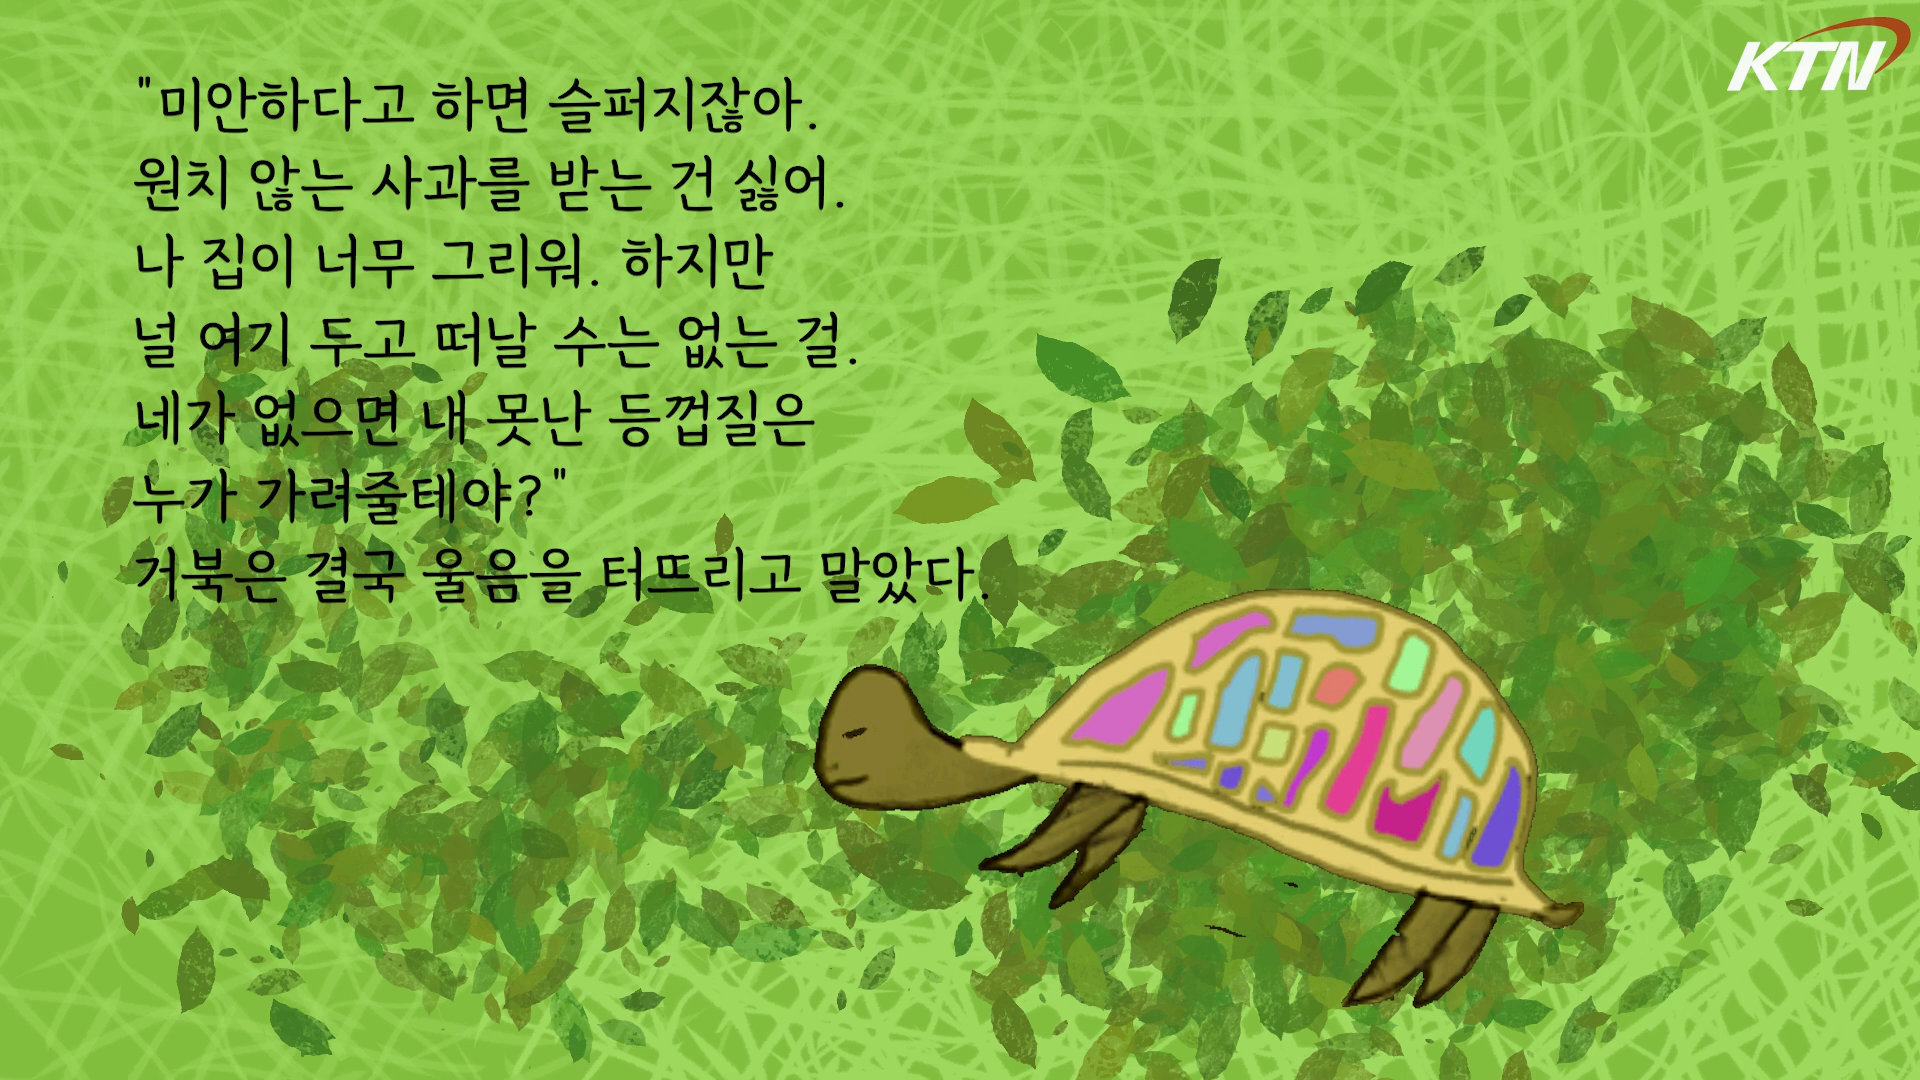 "미안하다고 하면 슬퍼지잖아.
원치 않는 사과를 받는 건 싫어.
나 집이 너무 그리워. 하지만
널 여기 두고 떠날 수는 없는 걸.
네가 없으면 내 못난 등껍질은
누가 가려줄테야?"
거북은 결국 울음을 터뜨리고 말았다.
KTN